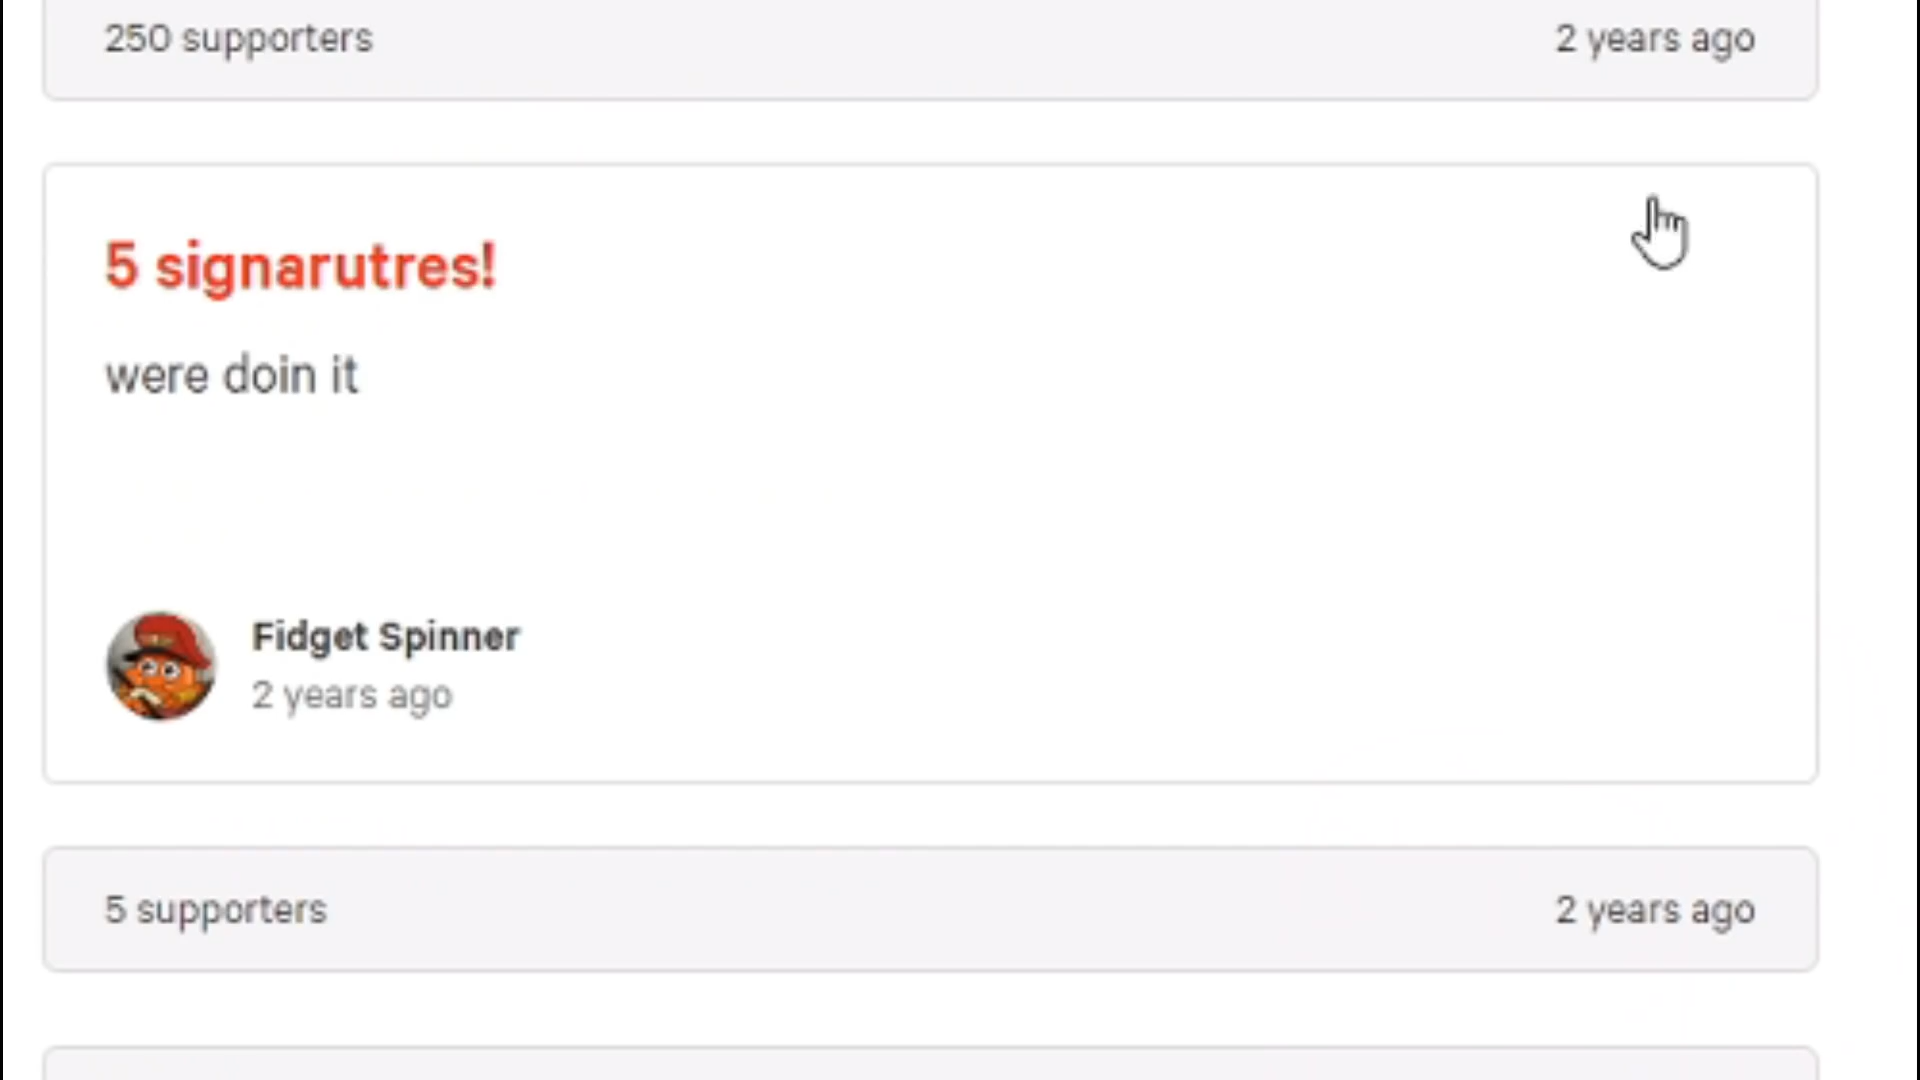 250 supporters 2 years ago
5 signarutres!
were doin it
Fidget Spinner
2 years ago
5 supporters 2 years ago